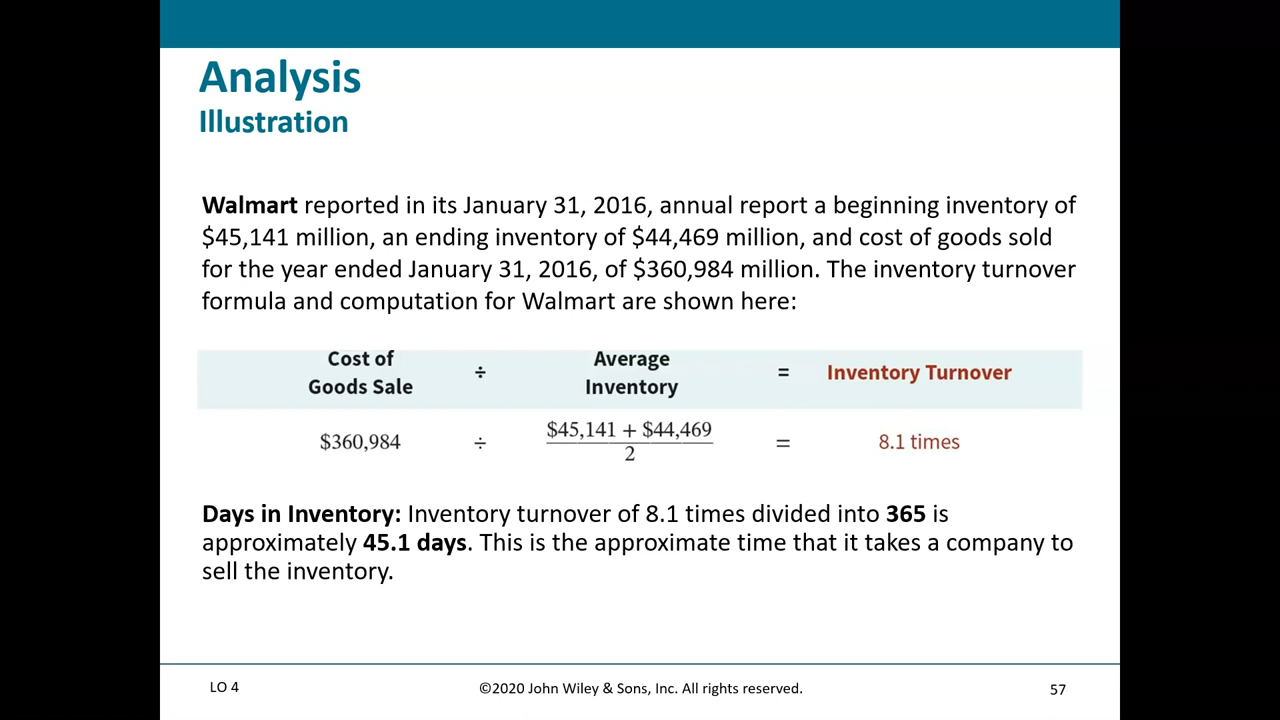 Analysis
Illustration
Walmart reported in its January 31, 2016, annual report a beginning inventory of
$45,141 million, an ending inventory of $44,469 million, and cost of goods sold
for the year ended January 31, 2016, of $360,984 million. The inventory turnover
formula and computation for Walmart are shown here:
Cost of
Goods Sale
÷
Average
Inventory
=
Inventory Turnover
$360,984
÷
$45,141 + $44,469
2
=
8.1 times
Days in Inventory: Inventory turnover of 8.1 times divided into 365 is
approximately 45.1 days. This is the approximate time that it takes a company to
sell the inventory.
LO 4
©2020 John Wiley & Sons, Inc. All rights reserved.
57